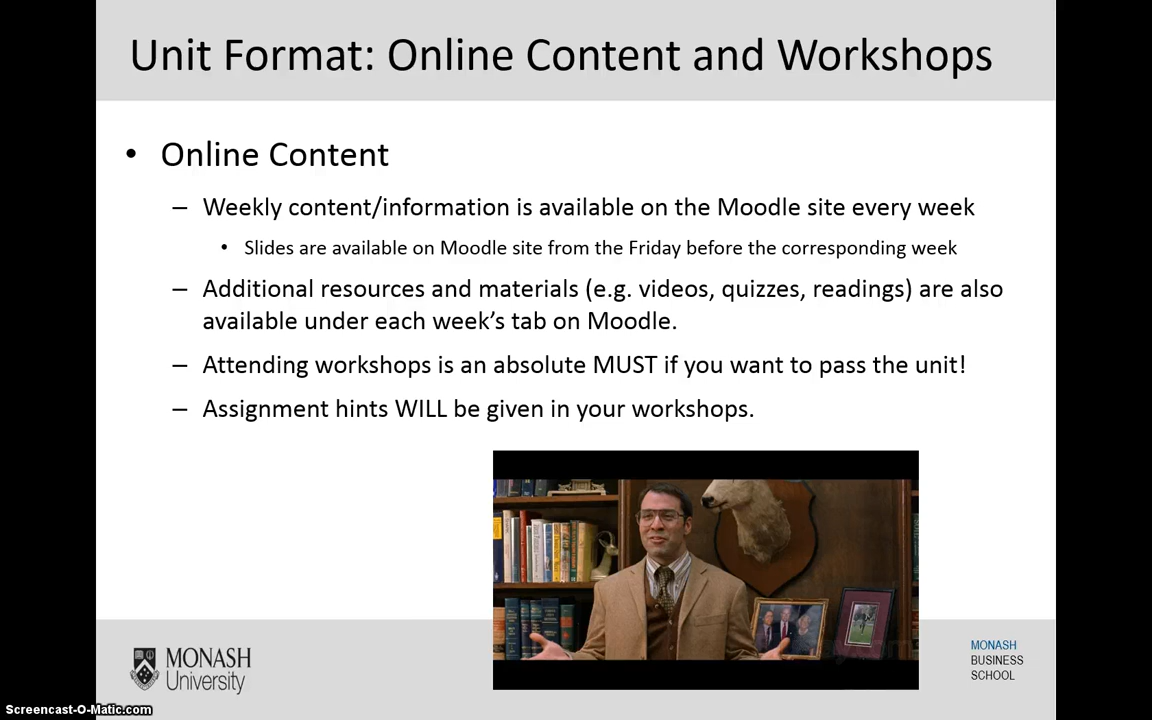 Unit Format: Online Content and Workshops
• Online Content
– Weekly content/information is available on the Moodle site every week
• Slides are available on Moodle site from the Friday before the corresponding week
– Additional resources and materials (e.g. videos, quizzes, readings) are also
available under each week’s tab on Moodle.
– Attending workshops is an absolute MUST if you want to pass the unit!
– Assignment hints WILL be given in your workshops.
MONASH
University
MONASH
BUSINESS
SCHOOL
Screencast-O-Matic.com